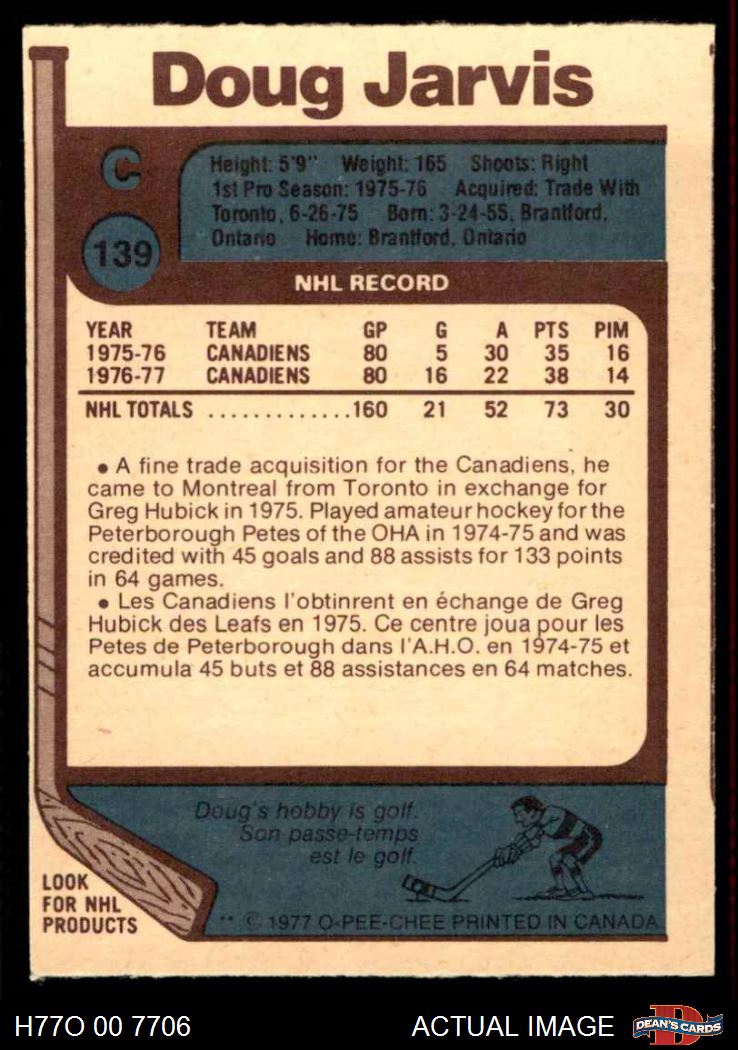 Doug Jarvis
C
Height: 5'9" Weight: 165 Shoots: Right
1st Pro Season: 1975-76 Acquired: Trade With
Toronto, 6-26-75 Born: 3-24-55, Brantford,
Ontario Home: Brantford, Ontario
139
NHL RECORD
YEAR TEAM GP G A PTS PIM
1975-76 CANADIENS 80 5 30 35 16
1976-77 CANADIENS 80 16 22 38 14
NHL TOTALS .............160 21 52 73 30
• A fine trade acquisition for the Canadiens, he
came to Montreal from Toronto in exchange for
Greg Hubick in 1975. Played amateur hockey for the
Peterborough Petes of the OHA in 1974-75 and was
credited with 45 goals and 88 assists for 133 points
in 64 games.
• Les Canadiens l'obtinrent en échange de Greg
Hubick des Leafs en 1975. Ce centre joua pour les
Petes de Peterborough dans l'A.H.O. en 1974-75 et
accumula 45 buts et 88 assistances en 64 matches.
Doug's hobby is golf.
Son passe-temps
est le golf.
LOOK
FOR NHL
PRODUCTS
** © 1977 O-PEE-CHEE PRINTED IN CANADA
H77O 00 7706 ACTUAL IMAGE D DEAN'S CARDS